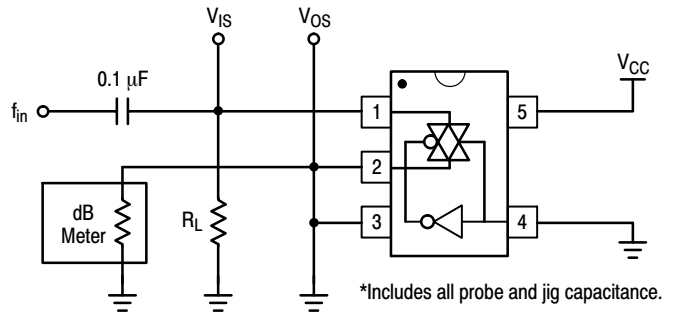 V_IS V_OS
0.1 μF
V_CC
f_in
1
5
2
dB
Meter
R_L
3
4
*Includes all probe and jig capacitance.